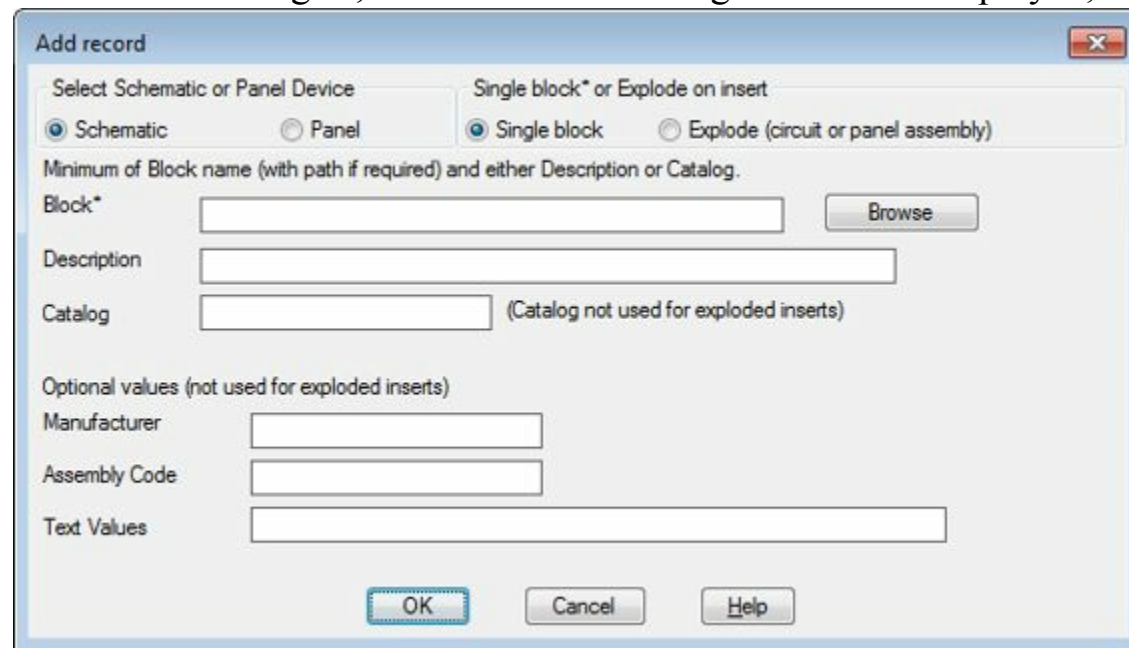 Add record
Select Schematic or Panel Device Single block* or Explode on insert
Schematic Panel Single block Explode (circuit or panel assembly)
Minimum of Block name (with path if required) and either Description or Catalog.
Block* Browse
Description
Catalog (Catalog not used for exploded inserts)
Optional values (not used for exploded inserts)
Manufacturer
Assembly Code
Text Values
OK Cancel Help